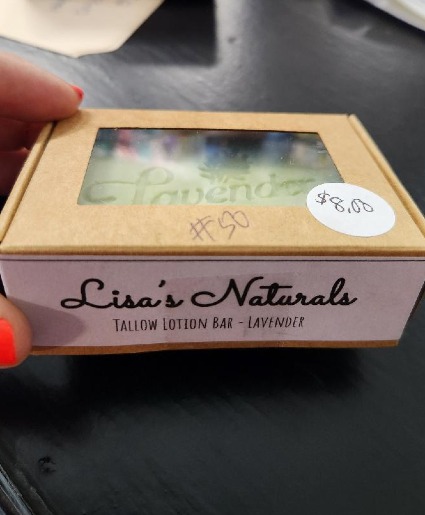 Lavender
$8.00
#50
Lisa's Naturals
Tallow Lotion Bar - Lavender